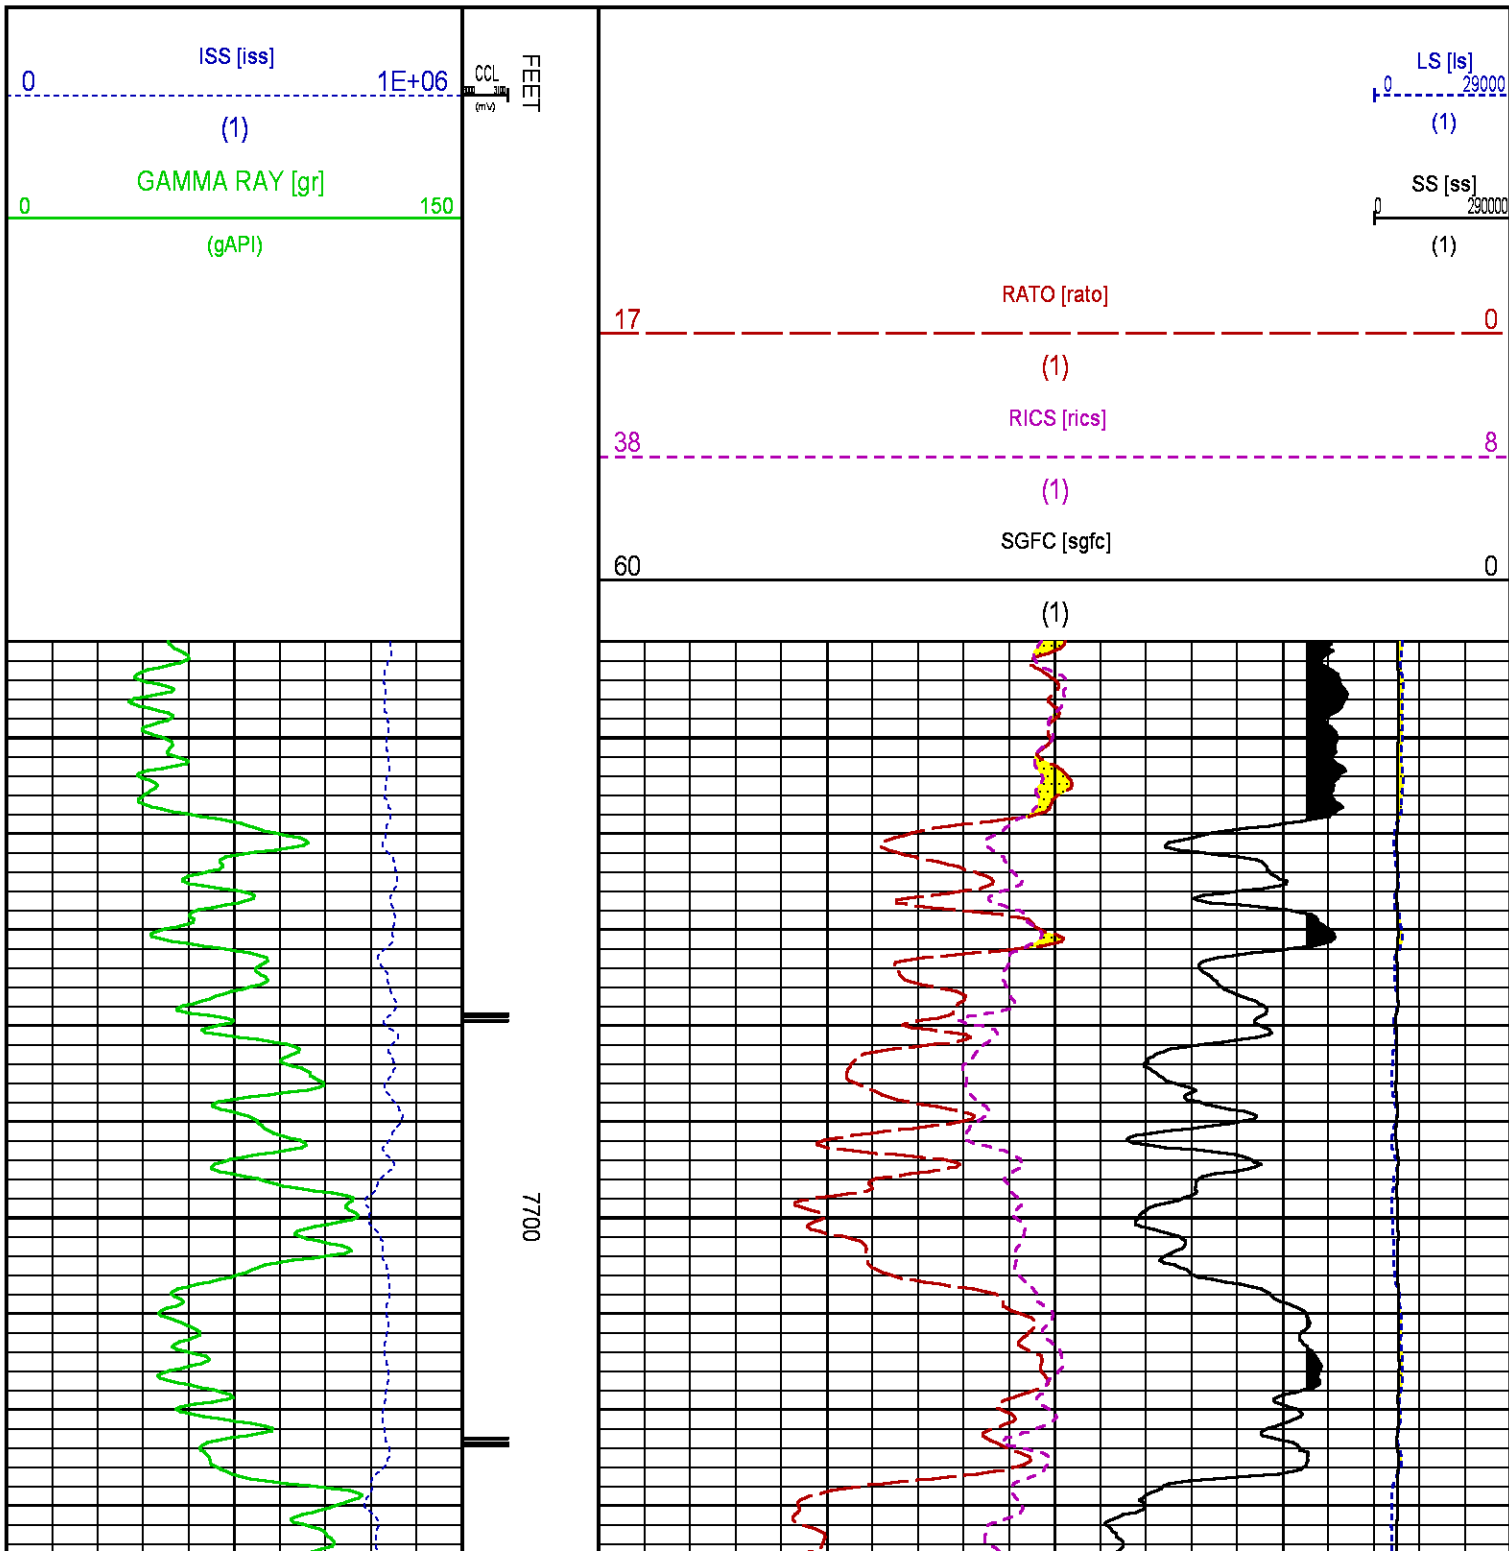 ISS [iss]
0 1E+06
(1)
GAMMA RAY [gr]
0 150
(gAPI)
CCL
(mV)
FEET
LS [ls]
0 29000
(1)
SS [ss]
0 290000
(1)
RATO [rato]
17 0
(1)
RICS [rics]
38 8
(1)
SGFC [sgfc]
60 0
(1)
7700